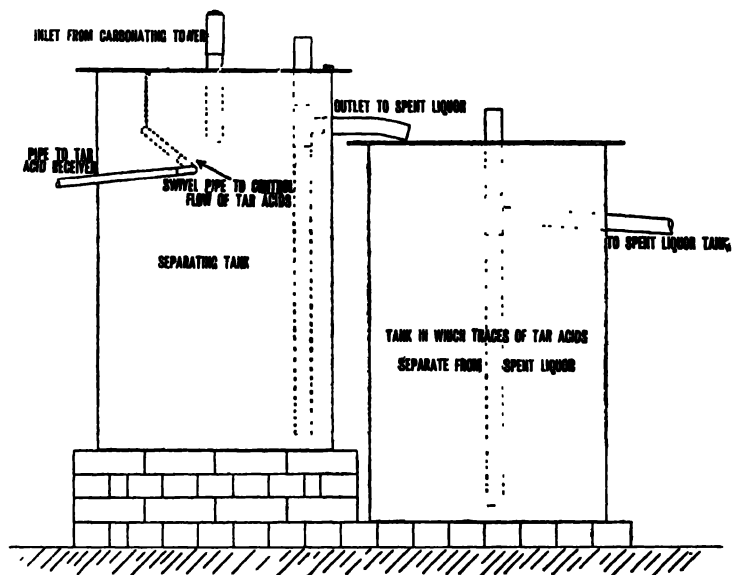 INLET FROM CARBONATING TOWER
OUTLET TO SPENT LIQUOR
PIPE TO TAR
ACID RECEIVER
SWIVEL PIPE TO CONTROL
FLOW OF TAR ACIDS
TO SPENT LIQUOR TANK.
SEPARATING TANK
TANK IN WHICH TRACES OF TAR ACIDS
SEPARATE FROM SPENT LIQUOR